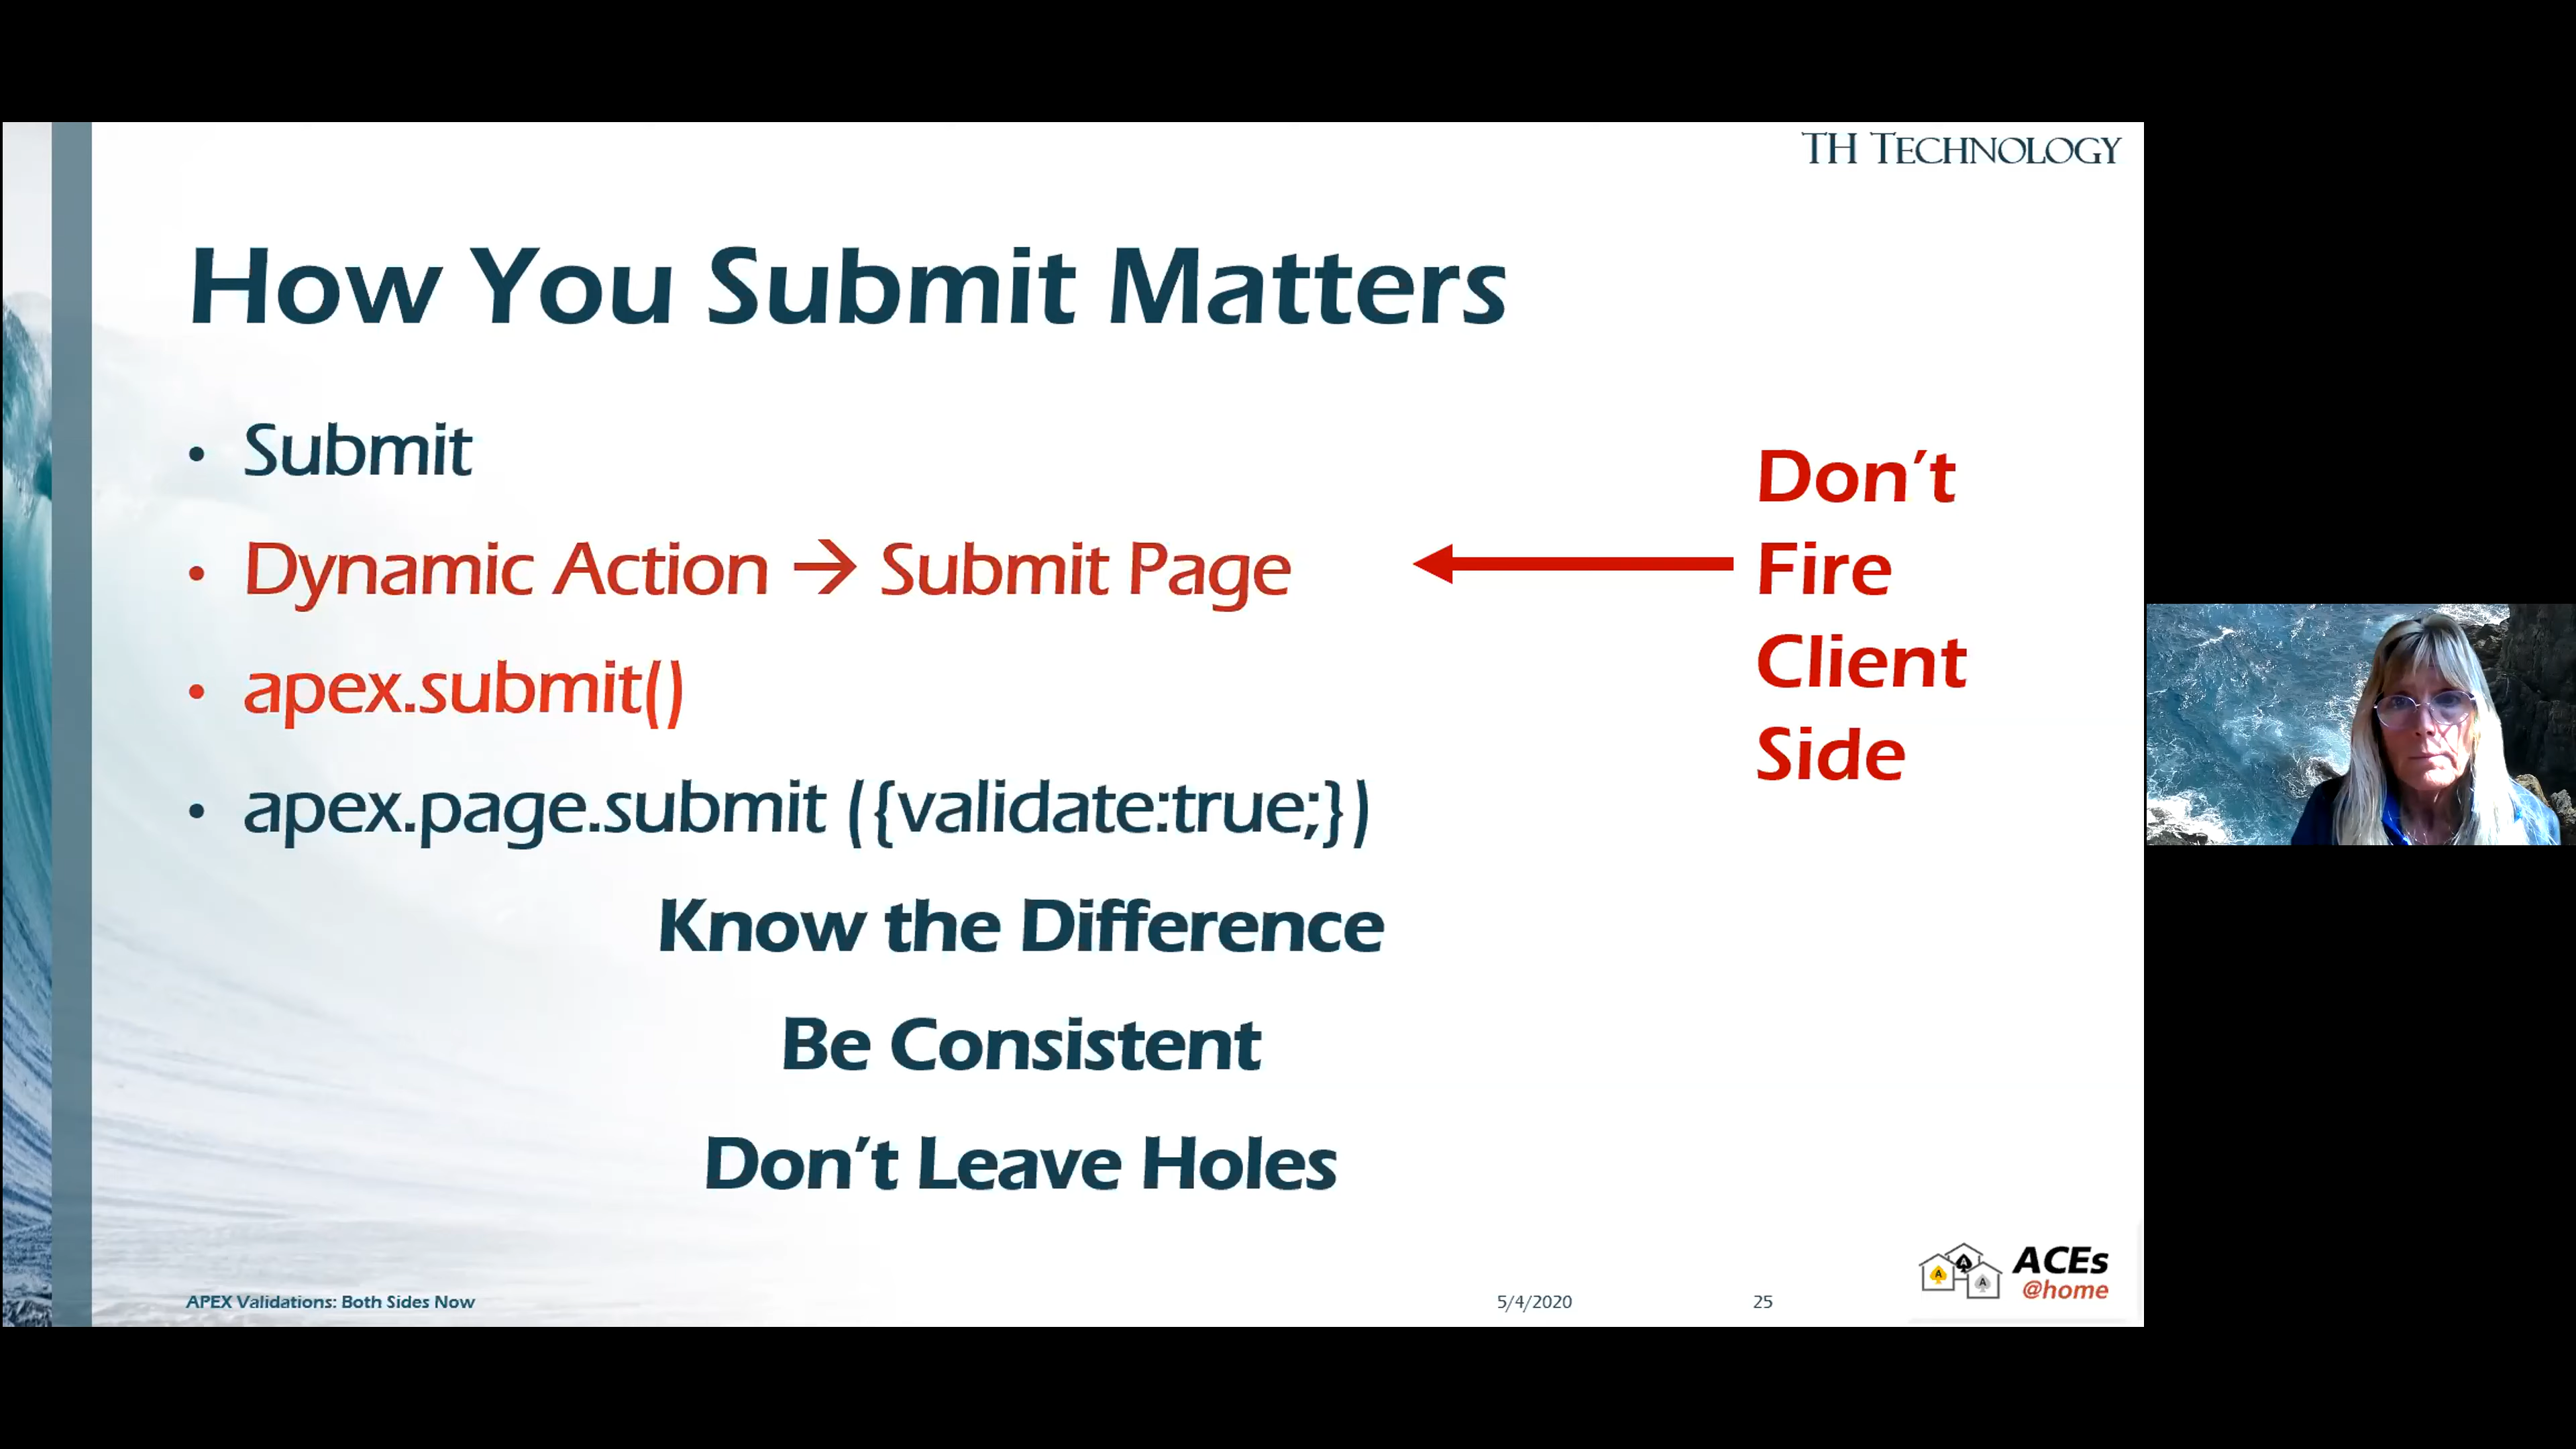 TH TECHNOLOGY
How You Submit Matters
• Submit
• Dynamic Action → Submit Page
• apex.submit()
• apex.page.submit ({validate:true;})
Know the Difference
Be Consistent
Don’t Leave Holes
Don’t
Fire
Client
Side
APEX Validations: Both Sides Now
5/4/2020
25
A
A
A
ACEs
@home